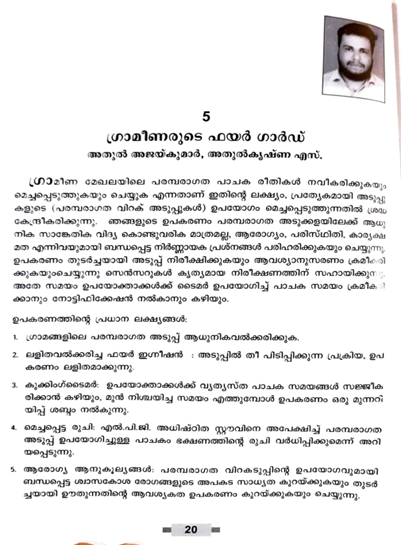 5
ഗ്രാമീണരുടെ ഫയർ ഗാർഡ്
അതുൽ അജയ്കുമാർ, അതുൽകൃഷ്ണ എസ്.
ഗ്രാമീണ മേഖലയിലെ പരമ്പരാഗത പാചക രീതികൾ നവീകരിക്കുകയും
മെച്ചപ്പെടുത്തുകയും ചെയ്യുക എന്നതാണ് ഇതിന്റെ ലക്ഷ്യം, പ്രത്യേകമായി അടുപ്പു
കളുടെ (പരമ്പരാഗത വിറക് അടുപ്പുകൾ) ഉപയോഗം മെച്ചപ്പെടുത്തുന്നതിൽ ശ്രദ്ധ
കേന്ദ്രീകരിക്കുന്നു. ഞങ്ങളുടെ ഉപകരണം പരമ്പരാഗത അടുക്കളയിലേക്ക് ആധു
നിക സാങ്കേതിക വിദ്യ കൊണ്ടുവരിക മാത്രമല്ല, ആരോഗ്യം, പരിസ്ഥിതി, കാര്യക്ഷ
മത എന്നിവയുമായി ബന്ധപ്പെട്ട നിർണ്ണായക പ്രശ്നങ്ങൾ പരിഹരിക്കുകയും ചെയ്യുന്നു.
ഉപകരണം തുടർച്ചയായി അടുപ്പ് നിരീക്ഷിക്കുകയും ആവശ്യാനുസരണം ക്രമീകരി
ക്കുകയുംചെയ്യുന്നു സെൻസറുകൾ കൃത്യമായ നിരീക്ഷണത്തിന് സഹായിക്കുന്നു,
അതേ സമയം ഉപയോക്താക്കൾക്ക് ടൈമർ ഉപയോഗിച്ച് പാചക സമയം ക്രമീകരി
ക്കാനും നോട്ടിഫിക്കേഷൻ നൽകാനും കഴിയും.
ഉപകരണത്തിന്റെ പ്രധാന ലക്ഷ്യങ്ങൾ:
1. ഗ്രാമങ്ങളിലെ പരമ്പരാഗത അടുപ്പ് ആധുനികവൽക്കരിക്കുക.
2. ലളിതവൽക്കരിച്ച ഫയർ ഇഗ്നീഷൻ : അടുപ്പിൽ തീ പിടിപ്പിക്കുന്ന പ്രക്രിയ, ഉപ
കരണം ലളിതമാക്കുന്നു.
3. കുക്കിംഗ്ടൈമർ: ഉപയോക്താക്കൾക്ക് വ്യത്യസ്ത പാചക സമയങ്ങൾ സജ്ജീക
രിക്കാൻ കഴിയും, മുൻ നിശ്ചയിച്ച സമയം എത്തുമ്പോൾ ഉപകരണം ഒരു മുന്നറി
യിപ്പ് ശബ്ദം നൽകുന്നു.
4. മെച്ചപ്പെട്ട രുചി: എൽ.പി.ജി. അധിഷ്ഠിത സ്റ്റൗവിനെ അപേക്ഷിച്ച് പരമ്പരാഗത
അടുപ്പ് ഉപയോഗിച്ചുള്ള പാചകം ഭക്ഷണത്തിന്റെ രുചി വർധിപ്പിക്കുമെന്ന് അറി
യപ്പെടുന്നു.
5. ആരോഗ്യ ആനുകൂല്യങ്ങൾ: പരമ്പരാഗത വിറകടുപ്പിന്റെ ഉപയോഗവുമായി
ബന്ധപ്പെട്ട ശ്വാസകോശ രോഗങ്ങളുടെ അപകട സാധ്യത കുറയ്ക്കുകയും തുടർ
ച്ചയായി ഊതുന്നതിന്റെ ആവശ്യകത ഉപകരണം കുറയ്ക്കുകയും ചെയ്യുന്നു.
20